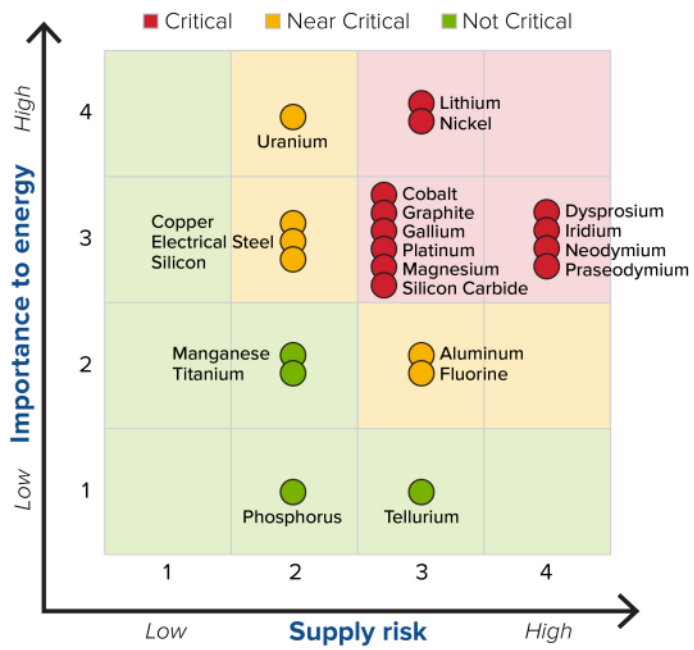 Critical
Near Critical
Not Critical
High
Importance to energy
Low
4
3
2
1
Uranium
Lithium
Nickel
Copper
Electrical Steel
Silicon
Cobalt
Graphite
Gallium
Platinum
Magnesium
Silicon Carbide
Dysprosium
Iridium
Neodymium
Praseodymium
Manganese
Titanium
Aluminum
Fluorine
Phosphorus
Tellurium
1
2
3
4
Low
Supply risk
High